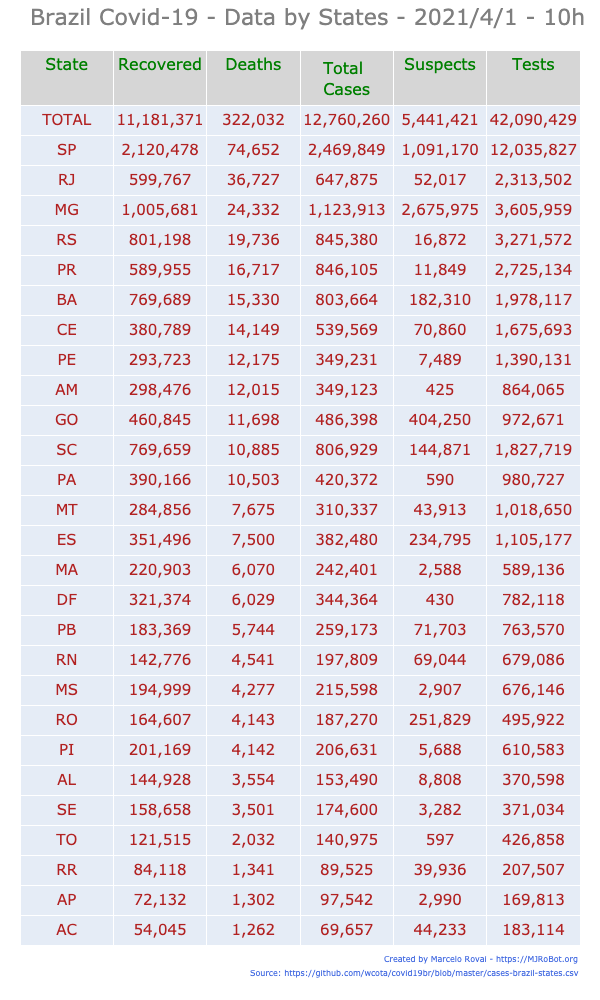 Brazil Covid-19 - Data by States - 2021/4/1 - 10h
State Recovered Deaths Total Cases Suspects Tests
TOTAL 11,181,371 322,032 12,760,260 5,441,421 42,090,429
SP 2,120,478 74,652 2,469,849 1,091,170 12,035,827
RJ 599,767 36,727 647,875 52,017 2,313,502
MG 1,005,681 24,332 1,123,913 2,675,975 3,605,959
RS 801,198 19,736 845,380 16,872 3,271,572
PR 589,955 16,717 846,105 11,849 2,725,134
BA 769,689 15,330 803,664 182,310 1,978,117
CE 380,789 14,149 539,569 70,860 1,675,693
PE 293,723 12,175 349,231 7,489 1,390,131
AM 298,476 12,015 349,123 425 864,065
GO 460,845 11,698 486,398 404,250 972,671
SC 769,659 10,885 806,929 144,871 1,827,719
PA 390,166 10,503 420,372 590 980,727
MT 284,856 7,675 310,337 43,913 1,018,650
ES 351,496 7,500 382,480 234,795 1,105,177
MA 220,903 6,070 242,401 2,588 589,136
DF 321,374 6,029 344,364 430 782,118
PB 183,369 5,744 259,173 71,703 763,570
RN 142,776 4,541 197,809 69,044 679,086
MS 194,999 4,277 215,598 2,907 676,146
RO 164,607 4,143 187,270 251,829 495,922
PI 201,169 4,142 206,631 5,688 610,583
AL 144,928 3,554 153,490 8,808 370,598
SE 158,658 3,501 174,600 3,282 371,034
TO 121,515 2,032 140,975 597 426,858
RR 84,118 1,341 89,525 39,936 207,507
AP 72,132 1,302 97,542 2,990 169,813
AC 54,045 1,262 69,657 44,233 183,114
Created by Marcelo Rovai - https://MJRoBot.org
Source: https://github.com/wcota/covid19br/blob/master/cases-brazil-states.csv